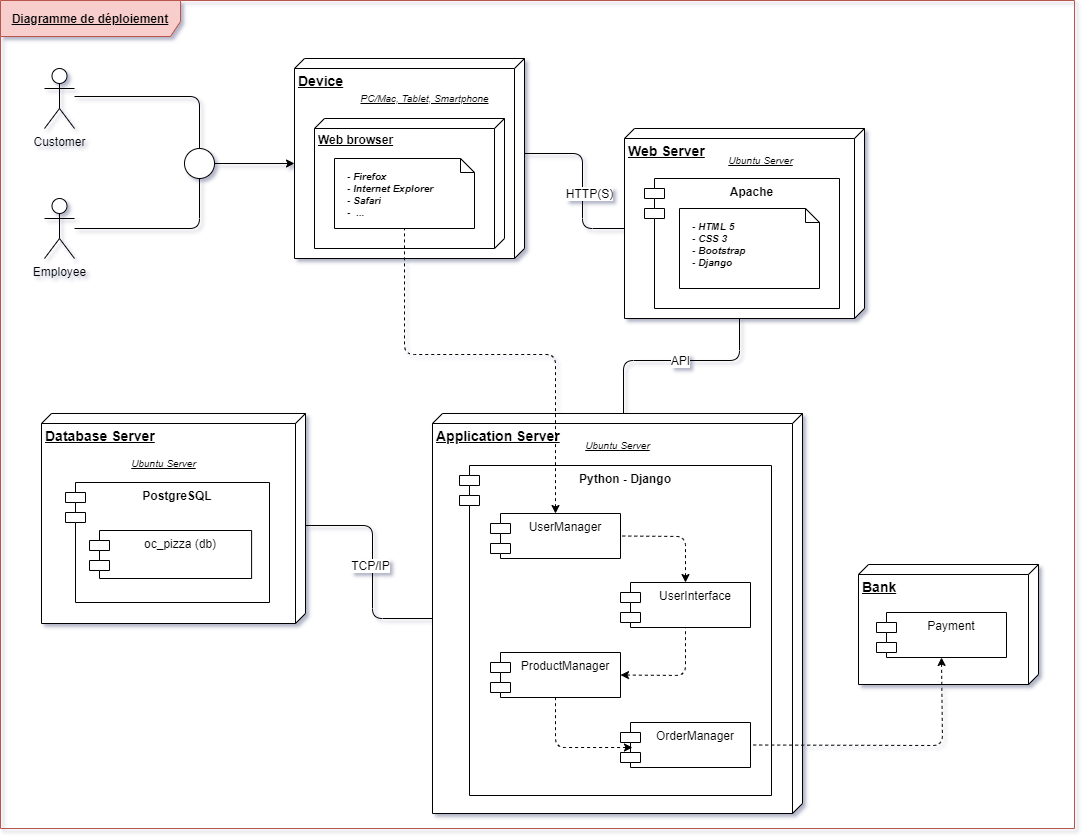 Diagramme de déploiement
Customer
Employee
Device
PC/Mac, Tablet, Smartphone
Web browser
- Firefox
- Internet Explorer
- Safari
- ...
HTTP(S)
Web Server
Ubuntu Server
Apache
- HTML 5
- CSS 3
- Bootstrap
- Django
API
Database Server
Ubuntu Server
PostgreSQL
oc_pizza (db)
TCP/IP
Application Server
Ubuntu Server
Python - Django
UserManager
UserInterface
ProductManager
OrderManager
Bank
Payment